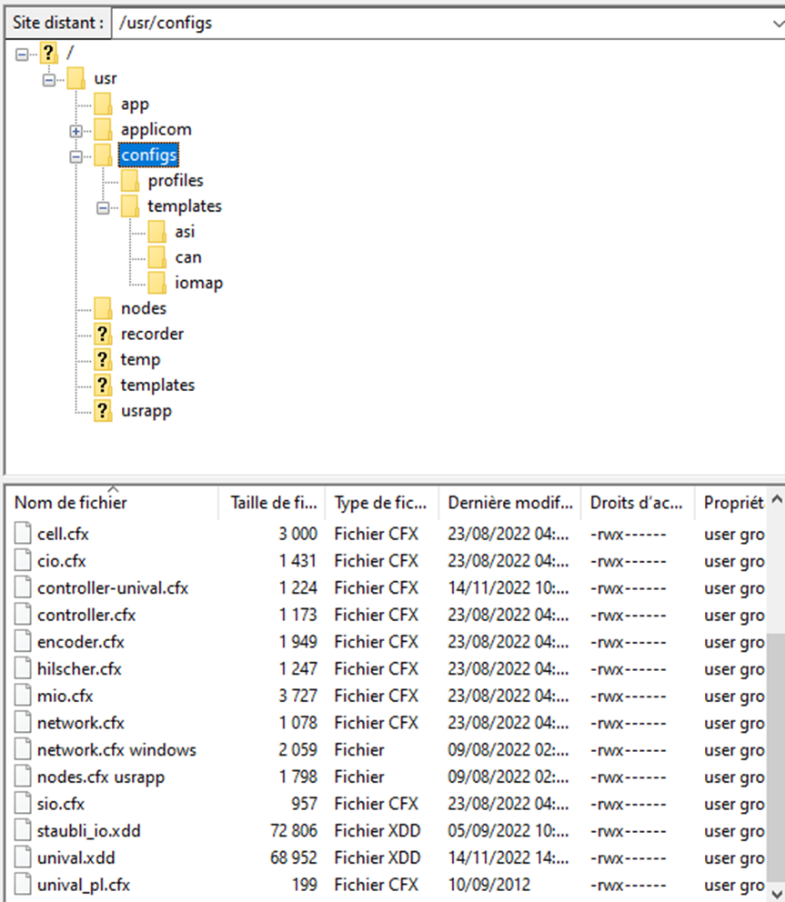 Site distant : /usr/configs
/
usr
app
applicom
configs
profiles
templates
asi
can
iomap
nodes
recorder
temp
templates
usrapp
Nom de fichier Taille de fi... Type de fic... Dernière modif... Droits d'ac... Propriét
cell.cfx 3 000 Fichier CFX 23/08/2022 04:... -rwx------ user gro
cio.cfx 1 431 Fichier CFX 23/08/2022 04:... -rwx------ user gro
controller-unival.cfx 1 224 Fichier CFX 14/11/2022 10:... -rwx------ user gro
controller.cfx 1 173 Fichier CFX 23/08/2022 04:... -rwx------ user gro
encoder.cfx 1 949 Fichier CFX 23/08/2022 04:... -rwx------ user gro
hilscher.cfx 1 247 Fichier CFX 23/08/2022 04:... -rwx------ user gro
mio.cfx 3 727 Fichier CFX 23/08/2022 04:... -rwx------ user gro
network.cfx 1 078 Fichier CFX 23/08/2022 04:... -rwx------ user gro
network.cfx windows 2 059 Fichier 09/08/2022 02:... -rwx------ user gro
nodes.cfx usrapp 1 798 Fichier 09/08/2022 02:... -rwx------ user gro
sio.cfx 957 Fichier CFX 23/08/2022 04:... -rwx------ user gro
staubli_io.xdd 72 806 Fichier XDD 05/09/2022 10:... -rwx------ user gro
unival.xdd 68 952 Fichier XDD 14/11/2022 14:... -rwx------ user gro
unival_pl.cfx 199 Fichier CFX 10/09/2012 -rwx------ user gro